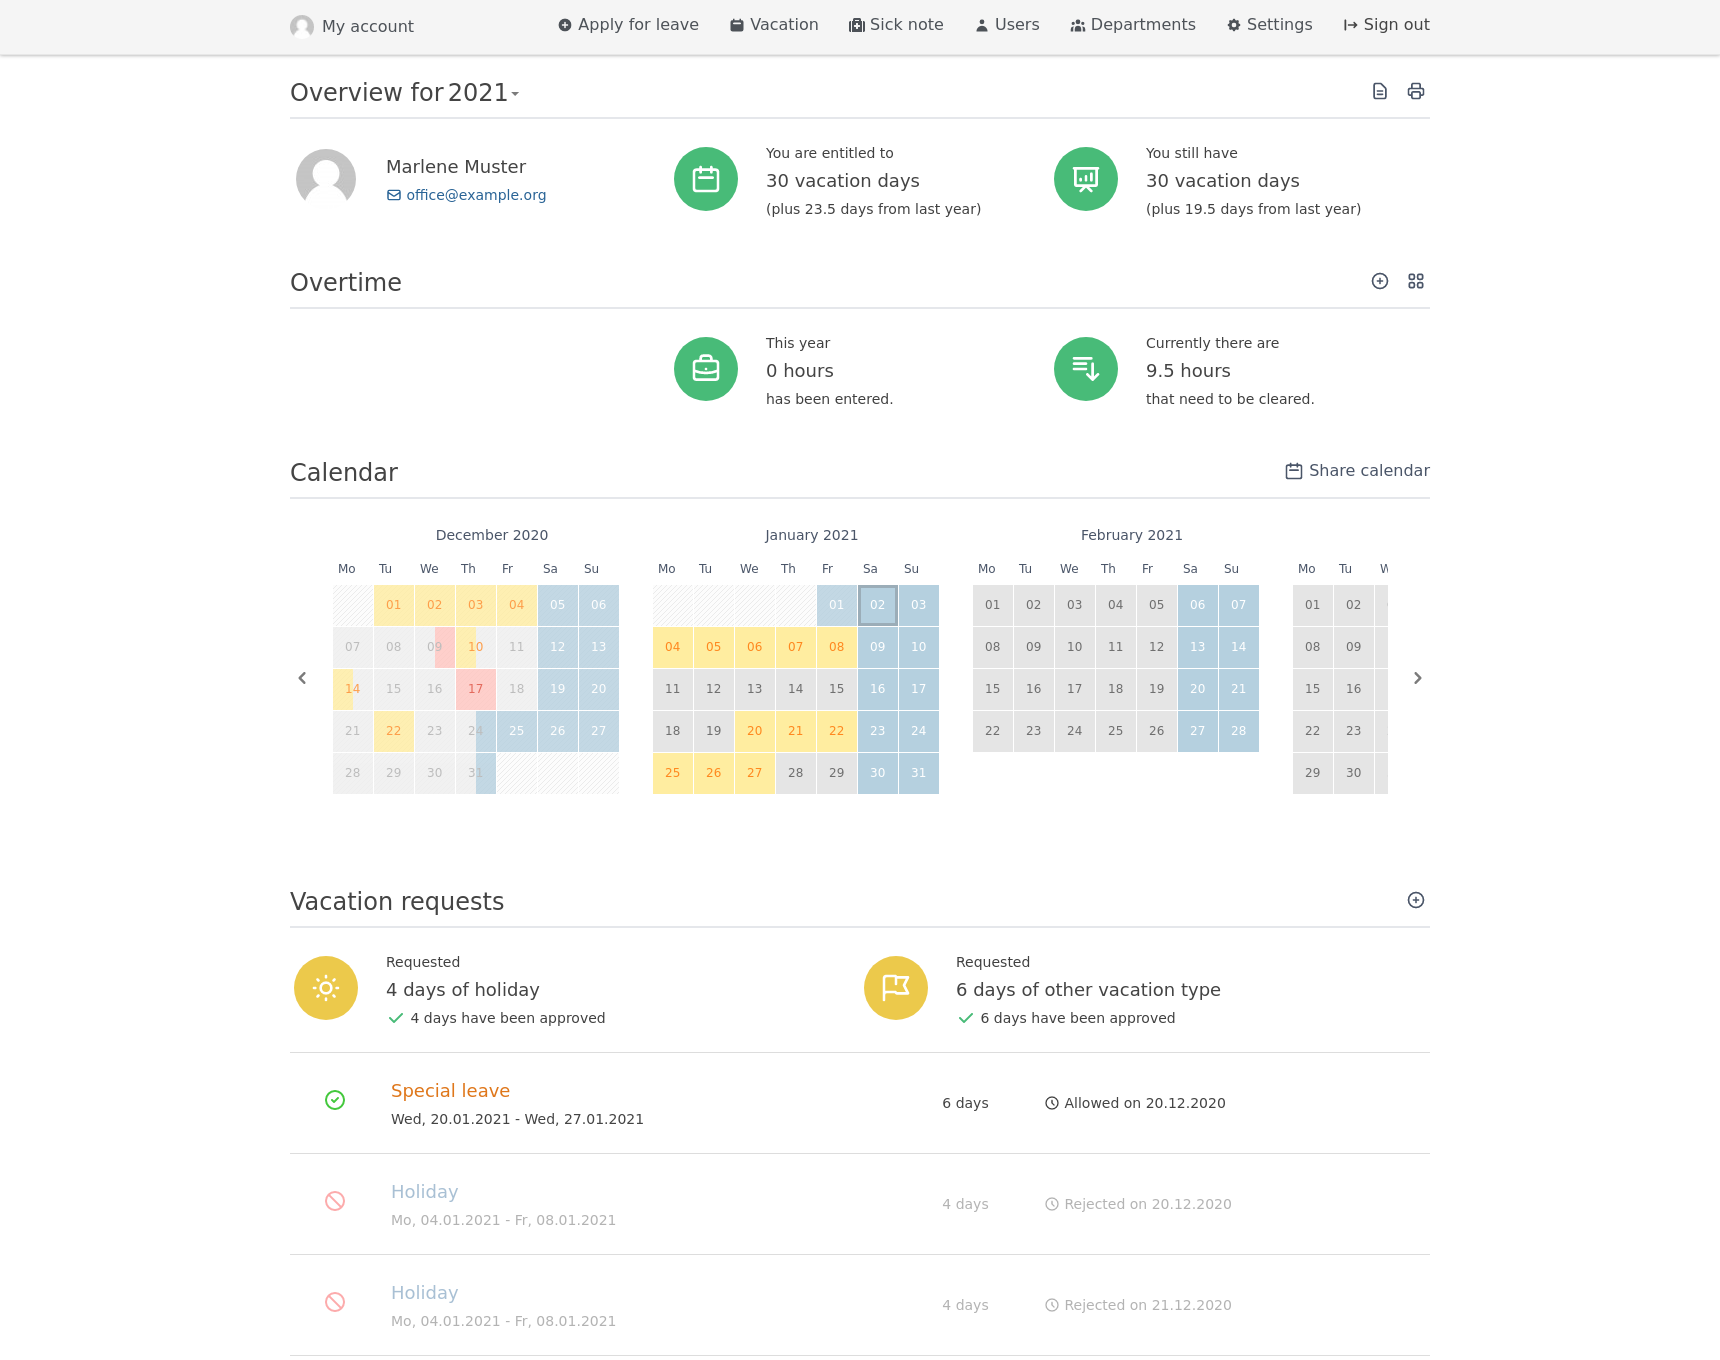 My account Apply for leave Vacation Sick note Users Departments Settings Sign out
Overview for 2021
Marlene Muster
office@example.org
You are entitled to
30 vacation days
(plus 23.5 days from last year)
You still have
30 vacation days
(plus 19.5 days from last year)
Overtime
This year
0 hours
has been entered.
Currently there are
9.5 hours
that need to be cleared.
Calendar
Share calendar
December 2020
Mo Tu We Th Fr Sa Su
01 02 03 04 05 06
07 08 09 10 11 12 13
14 15 16 17 18 19 20
21 22 23 24 25 26 27
28 29 30 31
January 2021
Mo Tu We Th Fr Sa Su
01 02 03
04 05 06 07 08 09 10
11 12 13 14 15 16 17
18 19 20 21 22 23 24
25 26 27 28 29 30 31
February 2021
Mo Tu We Th Fr Sa Su
01 02 03 04 05 06 07
08 09 10 11 12 13 14
15 16 17 18 19 20 21
22 23 24 25 26 27 28
Mo Tu
01 02
08 09
15 16
22 23
29 30
Vacation requests
Requested
4 days of holiday
4 days have been approved
Requested
6 days of other vacation type
6 days have been approved
Special leave
Wed, 20.01.2021 - Wed, 27.01.2021
6 days
Allowed on 20.12.2020
Holiday
Mo, 04.01.2021 - Fr, 08.01.2021
4 days
Rejected on 20.12.2020
Holiday
Mo, 04.01.2021 - Fr, 08.01.2021
4 days
Rejected on 21.12.2020